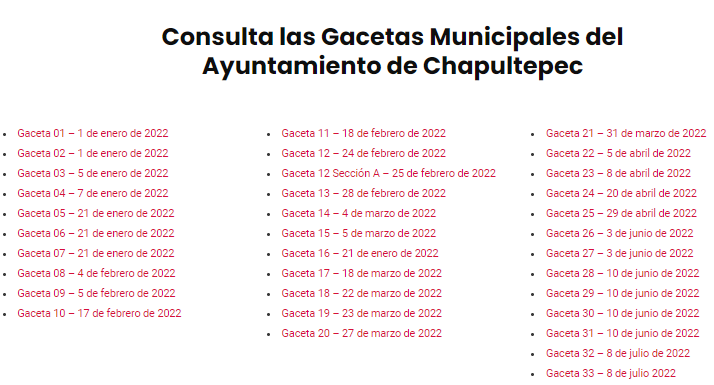 Consulta las Gacetas Municipales del
Ayuntamiento de Chapultepec
Gaceta 01 – 1 de enero de 2022
Gaceta 02 – 1 de enero de 2022
Gaceta 03 – 5 de enero de 2022
Gaceta 04 – 7 de enero de 2022
Gaceta 05 – 21 de enero de 2022
Gaceta 06 – 21 de enero de 2022
Gaceta 07 – 21 de enero de 2022
Gaceta 08 – 4 de febrero de 2022
Gaceta 09 – 5 de febrero de 2022
Gaceta 10 – 17 de febrero de 2022
Gaceta 11 – 18 de febrero de 2022
Gaceta 12 – 24 de febrero de 2022
Gaceta 12 Sección A – 25 de febrero de 2022
Gaceta 13 – 28 de febrero de 2022
Gaceta 14 – 4 de marzo de 2022
Gaceta 15 – 5 de marzo de 2022
Gaceta 16 – 21 de enero de 2022
Gaceta 17 – 18 de marzo de 2022
Gaceta 18 – 22 de marzo de 2022
Gaceta 19 – 23 de marzo de 2022
Gaceta 20 – 27 de marzo de 2022
Gaceta 21 – 31 de marzo de 2022
Gaceta 22 – 5 de abril de 2022
Gaceta 23 – 8 de abril de 2022
Gaceta 24 – 20 de abril de 2022
Gaceta 25 – 29 de abril de 2022
Gaceta 26 – 3 de junio de 2022
Gaceta 27 – 3 de junio de 2022
Gaceta 28 – 10 de junio de 2022
Gaceta 29 – 10 de junio de 2022
Gaceta 30 – 10 de junio de 2022
Gaceta 31 – 10 de junio de 2022
Gaceta 32 – 8 de julio de 2022
Gaceta 33 – 8 de julio 2022